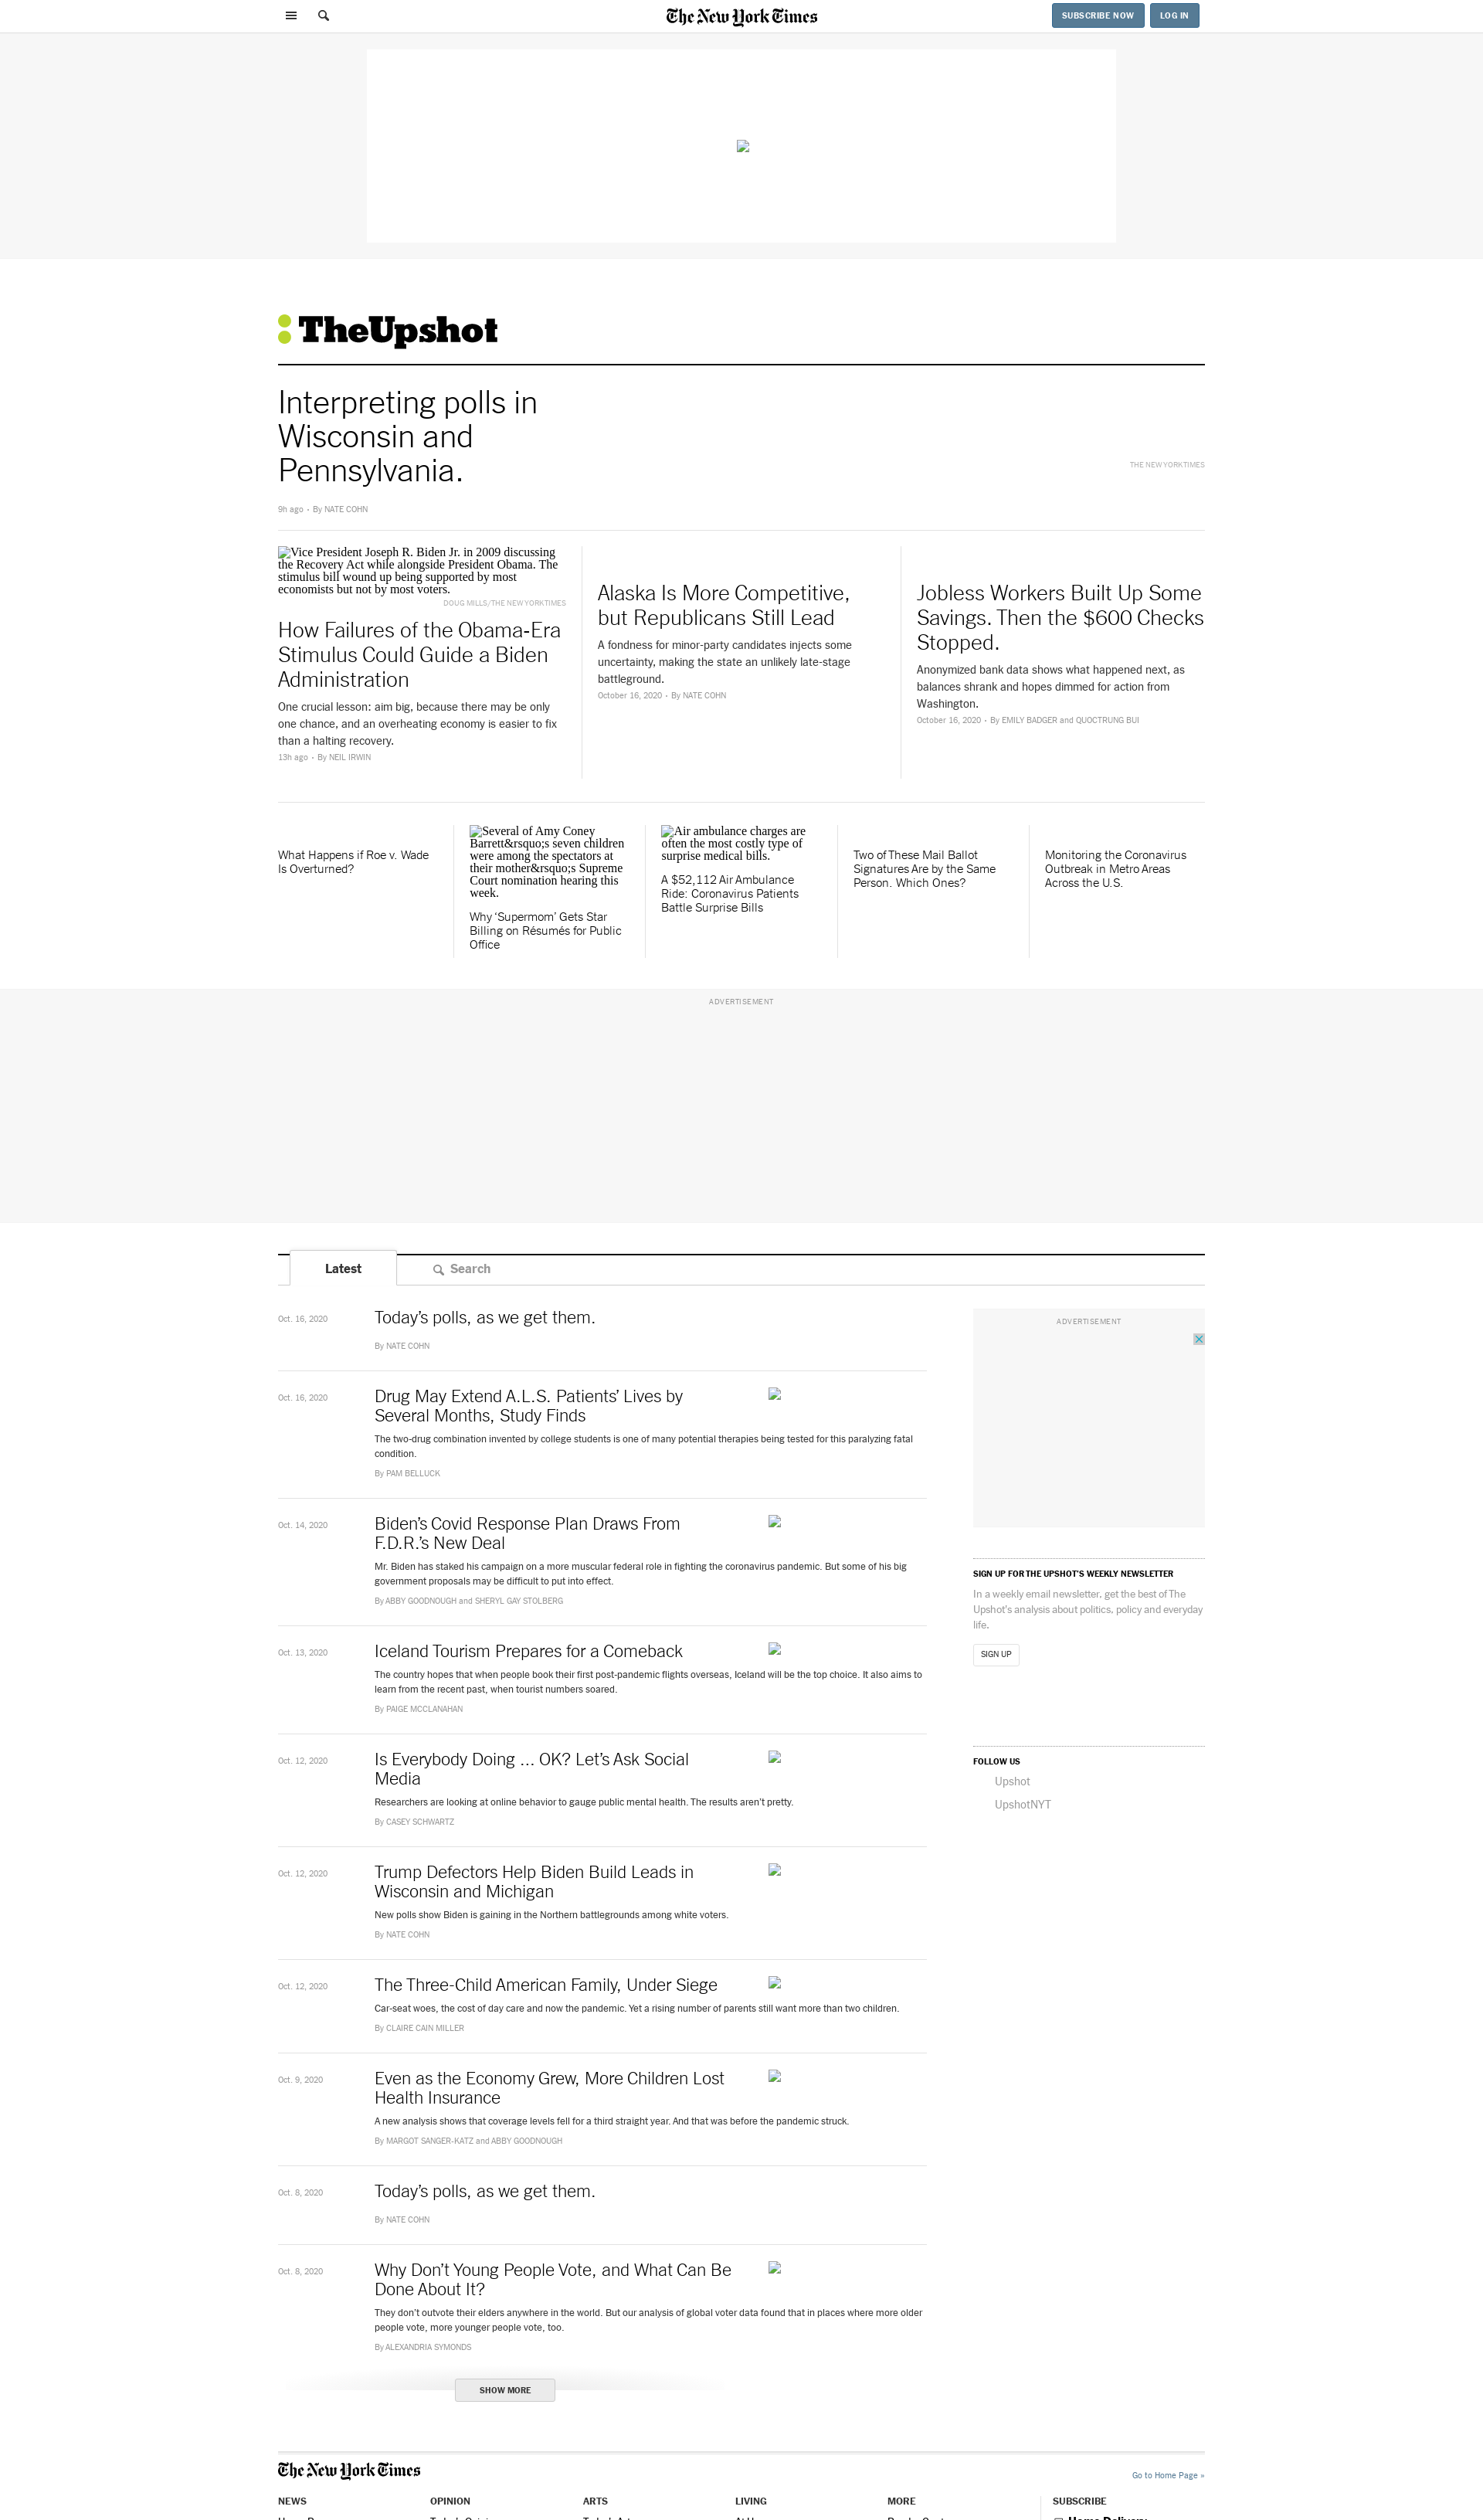 The New York Times
SUBSCRIBE NOW
LOG IN
TheUpshot
Interpreting polls in
Wisconsin and
Pennsylvania.
THE NEW YORK TIMES
9h ago • By NATE COHN
Vice President Joseph R. Biden Jr. in 2009 discussing
the Recovery Act while alongside President Obama. The
stimulus bill wound up being supported by most
economists but not by most voters.
DOUG MILLS/THE NEW YORK TIMES
How Failures of the Obama-Era
Stimulus Could Guide a Biden
Administration
One crucial lesson: aim big, because there may be only
one chance, and an overheating economy is easier to fix
than a halting recovery.
13h ago • By NEIL IRWIN
Alaska Is More Competitive,
but Republicans Still Lead
A fondness for minor-party candidates injects some
uncertainty, making the state an unlikely late-stage
battleground.
October 16, 2020 • By NATE COHN
Jobless Workers Built Up Some
Savings. Then the $600 Checks
Stopped.
Anonymized bank data shows what happened next, as
balances shrank and hopes dimmed for action from
Washington.
October 16, 2020 • By EMILY BADGER and QUOCTRUNG BUI
What Happens if Roe v. Wade
Is Overturned?
Several of Amy Coney
Barrett&rsquo;s seven children
were among the spectators at
their mother&rsquo;s Supreme
Court nomination hearing this
week.
Why ‘Supermom’ Gets Star
Billing on Résumés for Public
Office
Air ambulance charges are
often the most costly type of
surprise medical bills.
A $52,112 Air Ambulance
Ride: Coronavirus Patients
Battle Surprise Bills
Two of These Mail Ballot
Signatures Are by the Same
Person. Which Ones?
Monitoring the Coronavirus
Outbreak in Metro Areas
Across the U.S.
ADVERTISEMENT
Latest
Search
Oct. 16, 2020
Today’s polls, as we get them.
By NATE COHN
Oct. 16, 2020
Drug May Extend A.L.S. Patients’ Lives by
Several Months, Study Finds
The two-drug combination invented by college students is one of many potential therapies being tested for this paralyzing fatal
condition.
By PAM BELLUCK
Oct. 14, 2020
Biden’s Covid Response Plan Draws From
F.D.R.’s New Deal
Mr. Biden has staked his campaign on a more muscular federal role in fighting the coronavirus pandemic. But some of his big
government proposals may be difficult to put into effect.
By ABBY GOODNOUGH and SHERYL GAY STOLBERG
Oct. 13, 2020
Iceland Tourism Prepares for a Comeback
The country hopes that when people book their first post-pandemic flights overseas, Iceland will be the top choice. It also aims to
learn from the recent past, when tourist numbers soared.
By PAIGE MCCLANAHAN
Oct. 12, 2020
Is Everybody Doing ... OK? Let’s Ask Social
Media
Researchers are looking at online behavior to gauge public mental health. The results aren’t pretty.
By CASEY SCHWARTZ
Oct. 12, 2020
Trump Defectors Help Biden Build Leads in
Wisconsin and Michigan
New polls show Biden is gaining in the Northern battlegrounds among white voters.
By NATE COHN
Oct. 12, 2020
The Three-Child American Family, Under Siege
Car-seat woes, the cost of day care and now the pandemic. Yet a rising number of parents still want more than two children.
By CLAIRE CAIN MILLER
Oct. 9, 2020
Even as the Economy Grew, More Children Lost
Health Insurance
A new analysis shows that coverage levels fell for a third straight year. And that was before the pandemic struck.
By MARGOT SANGER-KATZ and ABBY GOODNOUGH
Oct. 8, 2020
Today’s polls, as we get them.
By NATE COHN
Oct. 8, 2020
Why Don’t Young People Vote, and What Can Be
Done About It?
They don’t outvote their elders anywhere in the world. But our analysis of global voter data found that in places where more older
people vote, more younger people vote, too.
By ALEXANDRIA SYMONDS
SHOW MORE
ADVERTISEMENT
SIGN UP FOR THE UPSHOT’S WEEKLY NEWSLETTER
In a weekly email newsletter, get the best of The
Upshot’s analysis about politics, policy and everyday
life.
SIGN UP
FOLLOW US
Upshot
UpshotNYT
The New York Times
Go to Home Page »
NEWS
OPINION
ARTS
LIVING
MORE
SUBSCRIBE